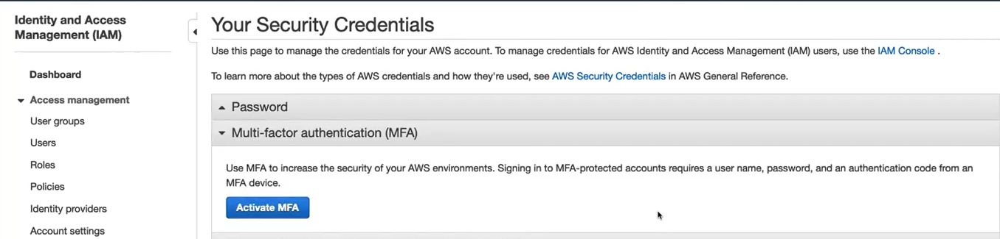 Identity and Access
Management (IAM)
Dashboard
Access management
User groups
Users
Roles
Policies
Identity providers
Account settings
Your Security Credentials
Use this page to manage the credentials for your AWS account. To manage credentials for AWS Identity and Access Management (IAM) users, use the IAM Console .
To learn more about the types of AWS credentials and how they're used, see AWS Security Credentials in AWS General Reference.
Password
Multi-factor authentication (MFA)
Use MFA to increase the security of your AWS environments. Signing in to MFA-protected accounts requires a user name, password, and an authentication code from an
MFA device.
Activate MFA